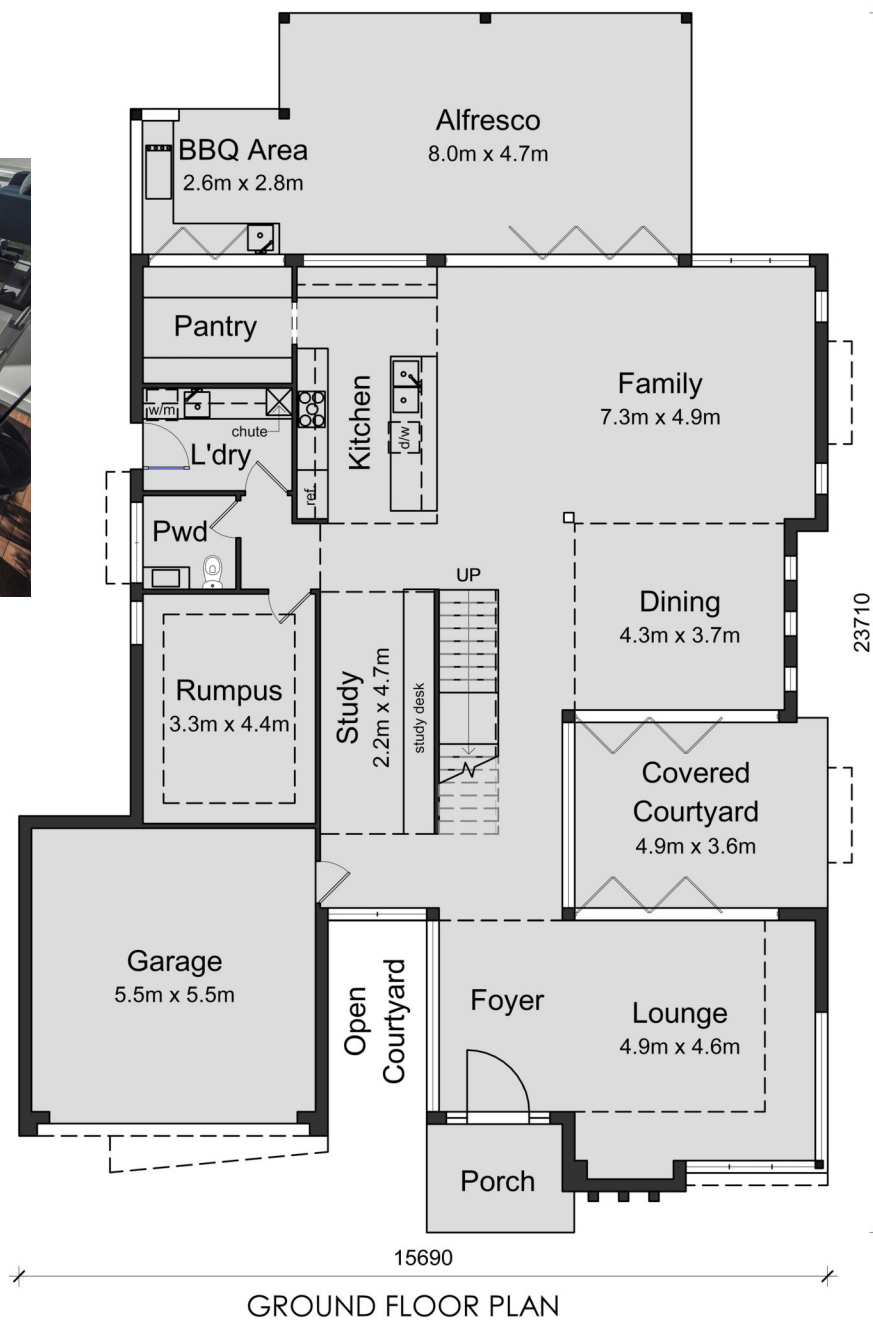 Alfresco
8.0m x 4.7m
BBQ Area
2.6m x 2.8m
Pantry
Kitchen
Family
7.3m x 4.9m
w/m
chute
L'dry
d/w
ref.
Pwd
UP
Dining
4.3m x 3.7m
23710
Rumpus
3.3m x 4.4m
Study
2.2m x 4.7m
study desk
Covered
Courtyard
4.9m x 3.6m
Garage
5.5m x 5.5m
Open
Courtyard
Foyer
Lounge
4.9m x 4.6m
Porch
15690
GROUND FLOOR PLAN